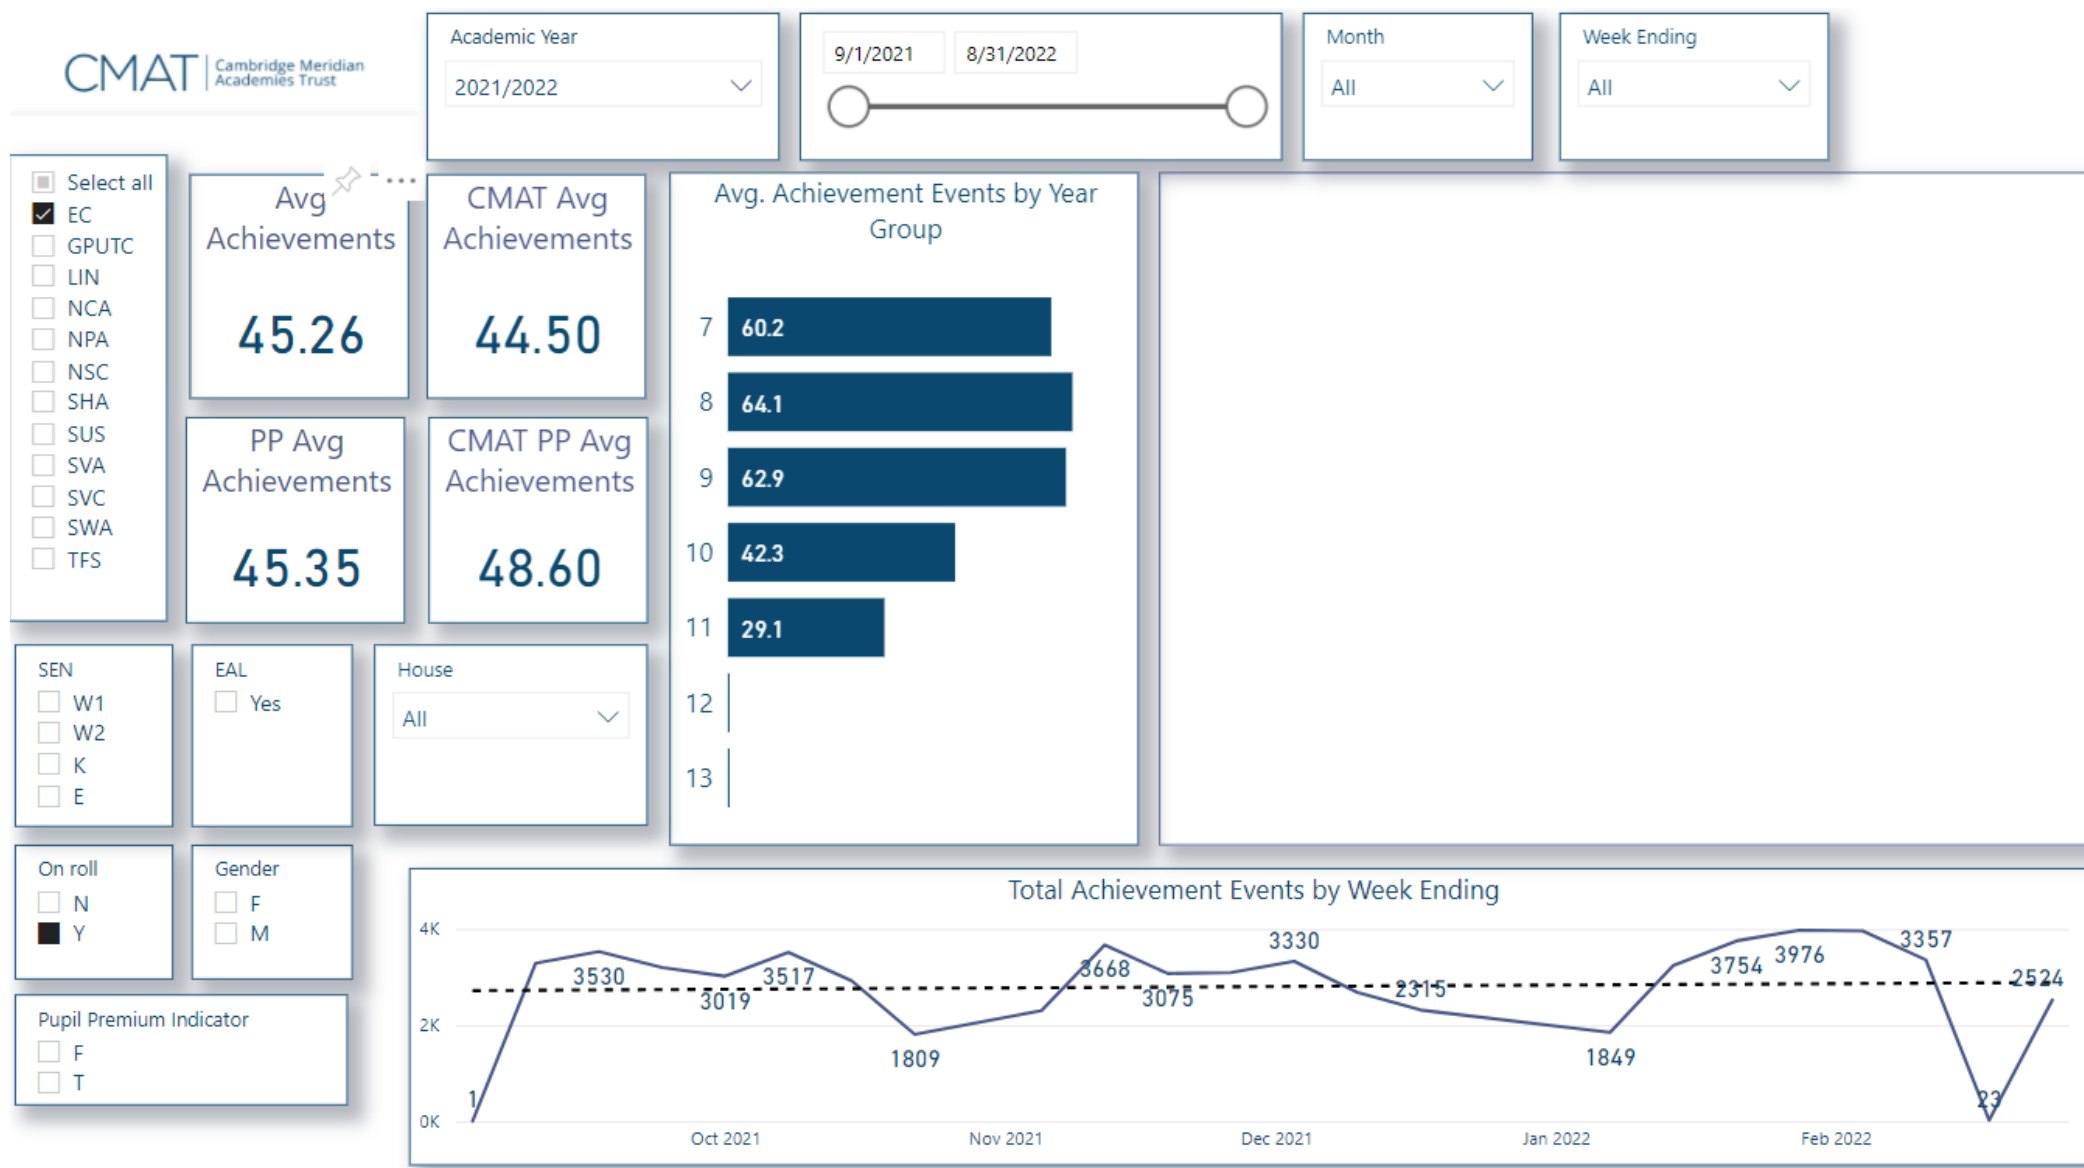 CMAT
Cambridge Meridian
Academies Trust
Academic Year
2021/2022
9/1/2021
8/31/2022
Month
All
Week Ending
All
Select all
EC
GPUTC
LIN
NCA
NPA
NSC
SHA
SUS
SVA
SVC
SWA
TFS
Avg
Achievements
45.26
CMAT Avg
Achievements
44.50
PP Avg
Achievements
45.35
CMAT PP Avg
Achievements
48.60
Avg. Achievement Events by Year
Group
7 60.2
8 64.1
9 62.9
10 42.3
11 29.1
12
13
SEN
W1
W2
K
E
EAL
Yes
House
All
On roll
N
Y
Gender
F
M
Pupil Premium Indicator
F
T
Total Achievement Events by Week Ending
4K
2K
0K
1
3530
3019
3517
1809
3668
3075
3330
2315
1849
3754
3976
3357
23
2524
Oct 2021
Nov 2021
Dec 2021
Jan 2022
Feb 2022